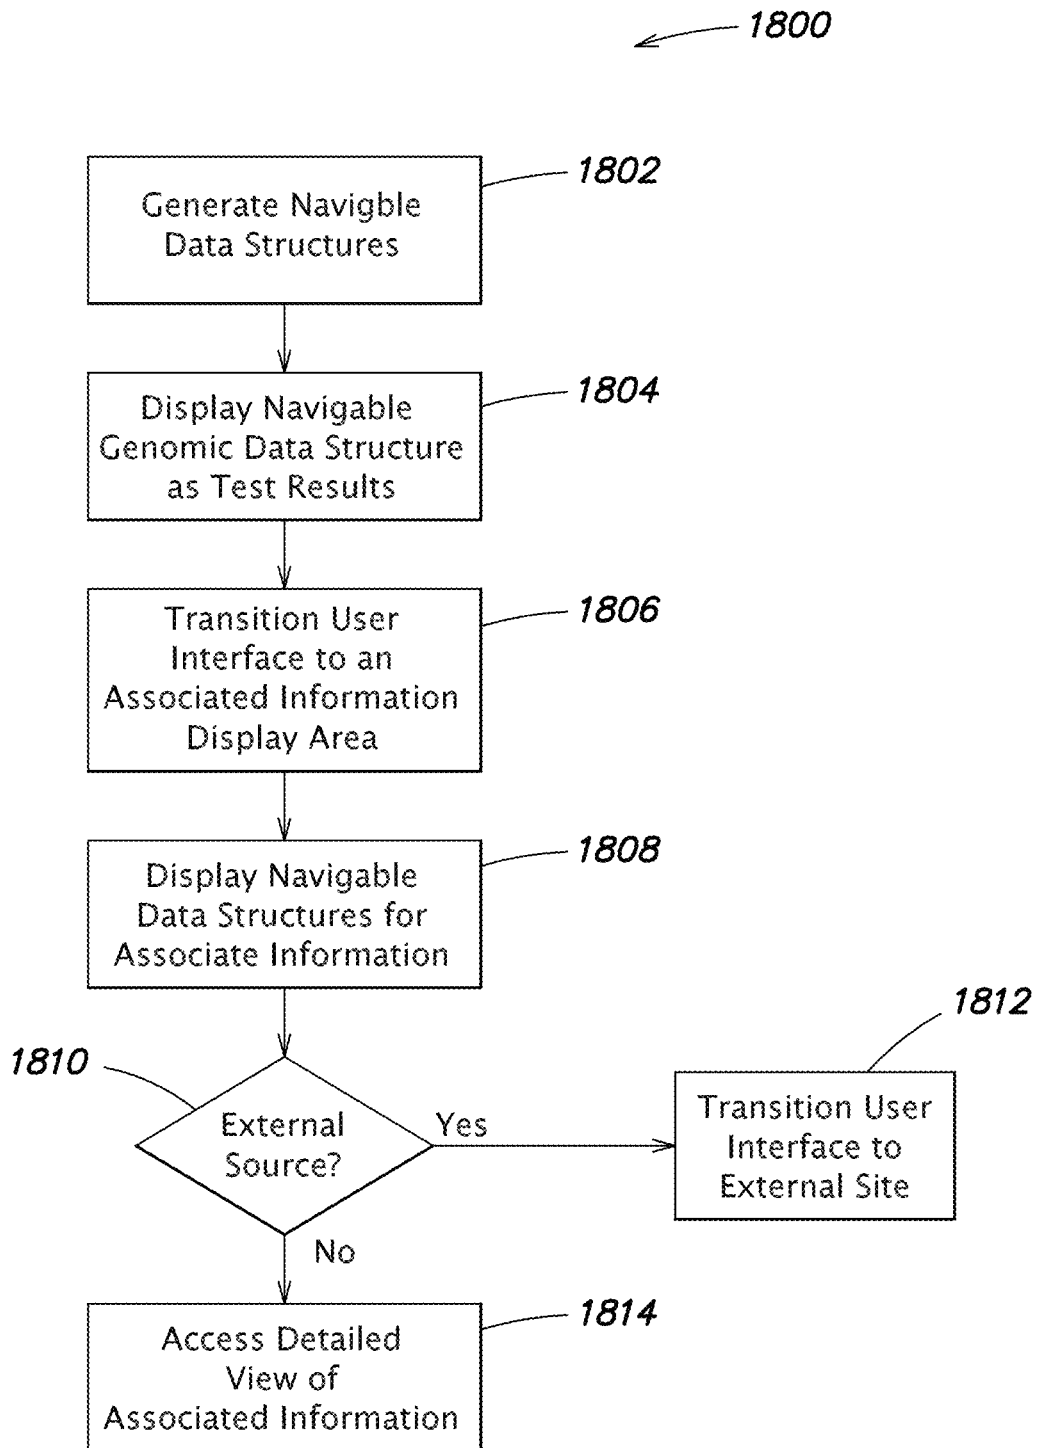 1800
1802
Generate Navigble
Data Structures
1804
Display Navigable
Genomic Data Structure
as Test Results
1806
Transition User
Interface to an
Associated Information
Display Area
1808
Display Navigable
Data Structures for
Associate Information
1810
External
Source?
Yes
1812
Transition User
Interface to
External Site
No
1814
Access Detailed
View of
Associated Information